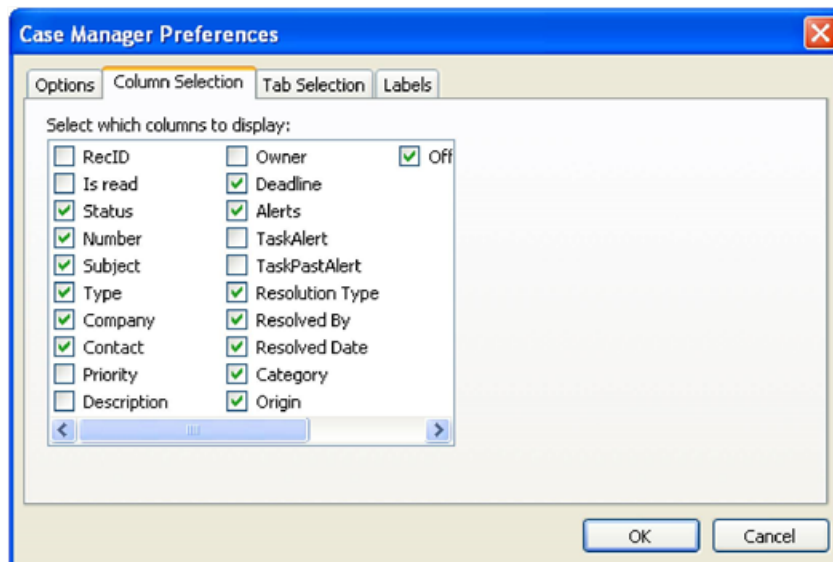 Case Manager Preferences
Options Column Selection Tab Selection Labels
Select which columns to display:
RecID Owner Off
Is read Deadline
Status Alerts
Number TaskAlert
Subject TaskPastAlert
Type Resolution Type
Company Resolved By
Contact Resolved Date
Priority Category
Description Origin
OK Cancel